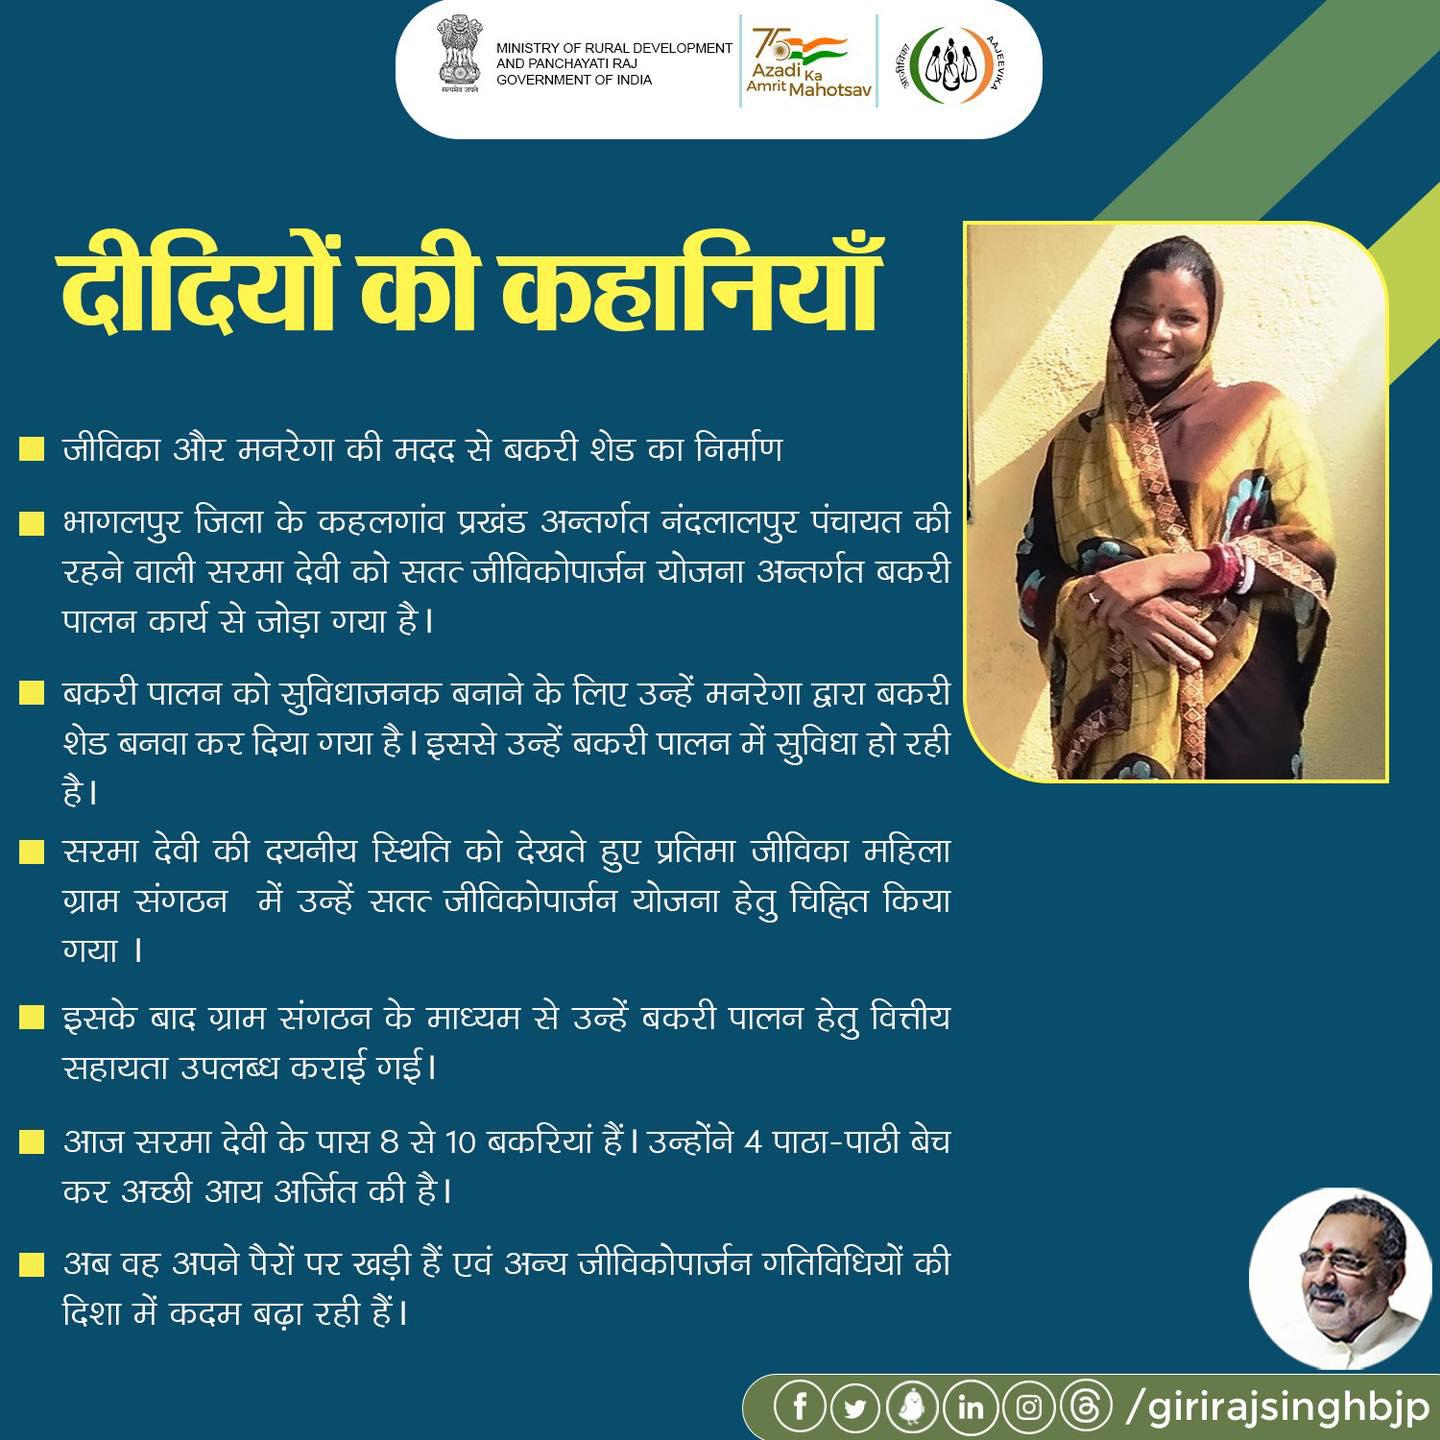 सत्यमेव जयते
MINISTRY OF RURAL DEVELOPMENT
AND PANCHAYATI RAJ
GOVERNMENT OF INDIA
75
Azadi Ka
Amrit Mahotsav
आजीविका
AAJEEVIKA
दीदियों की कहानियाँ
जीविका और मनरेगा की मदद से बकरी शेड का निर्माण
भागलपुर जिला के कहलगांव प्रखंड अन्तर्गत नंदलालपुर पंचायत की
रहने वाली सरमा देवी को सतत् जीविकोपार्जन योजना अन्तर्गत बकरी
पालन कार्य से जोड़ा गया है।
बकरी पालन को सुविधाजनक बनाने के लिए उन्हें मनरेगा द्वारा बकरी
शेड बनवा कर दिया गया है। इससे उन्हें बकरी पालन में सुविधा हो रही
है।
सरमा देवी की दयनीय स्थिति को देखते हुए प्रतिमा जीविका महिला
ग्राम संगठन में उन्हें सतत् जीविकोपार्जन योजना हेतु चिह्नित किया
गया ।
इसके बाद ग्राम संगठन के माध्यम से उन्हें बकरी पालन हेतु वित्तीय
सहायता उपलब्ध कराई गई।
आज सरमा देवी के पास 8 से 10 बकरियां हैं। उन्होंने 4 पाठा-पाठी बेच
कर अच्छी आय अर्जित की है।
अब वह अपने पैरों पर खड़ी हैं एवं अन्य जीविकोपार्जन गतिविधियों की
दिशा में कदम बढ़ा रही हैं।
/girirajsinghbjp